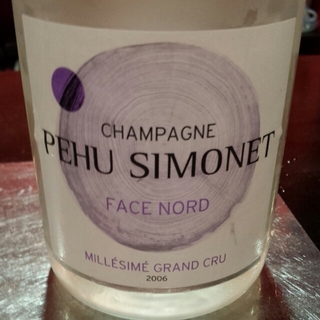 CHAMPAGNE
PEHU SIMONET
FACE NORD
MILLÉSIMÉ GRAND CRU
2006